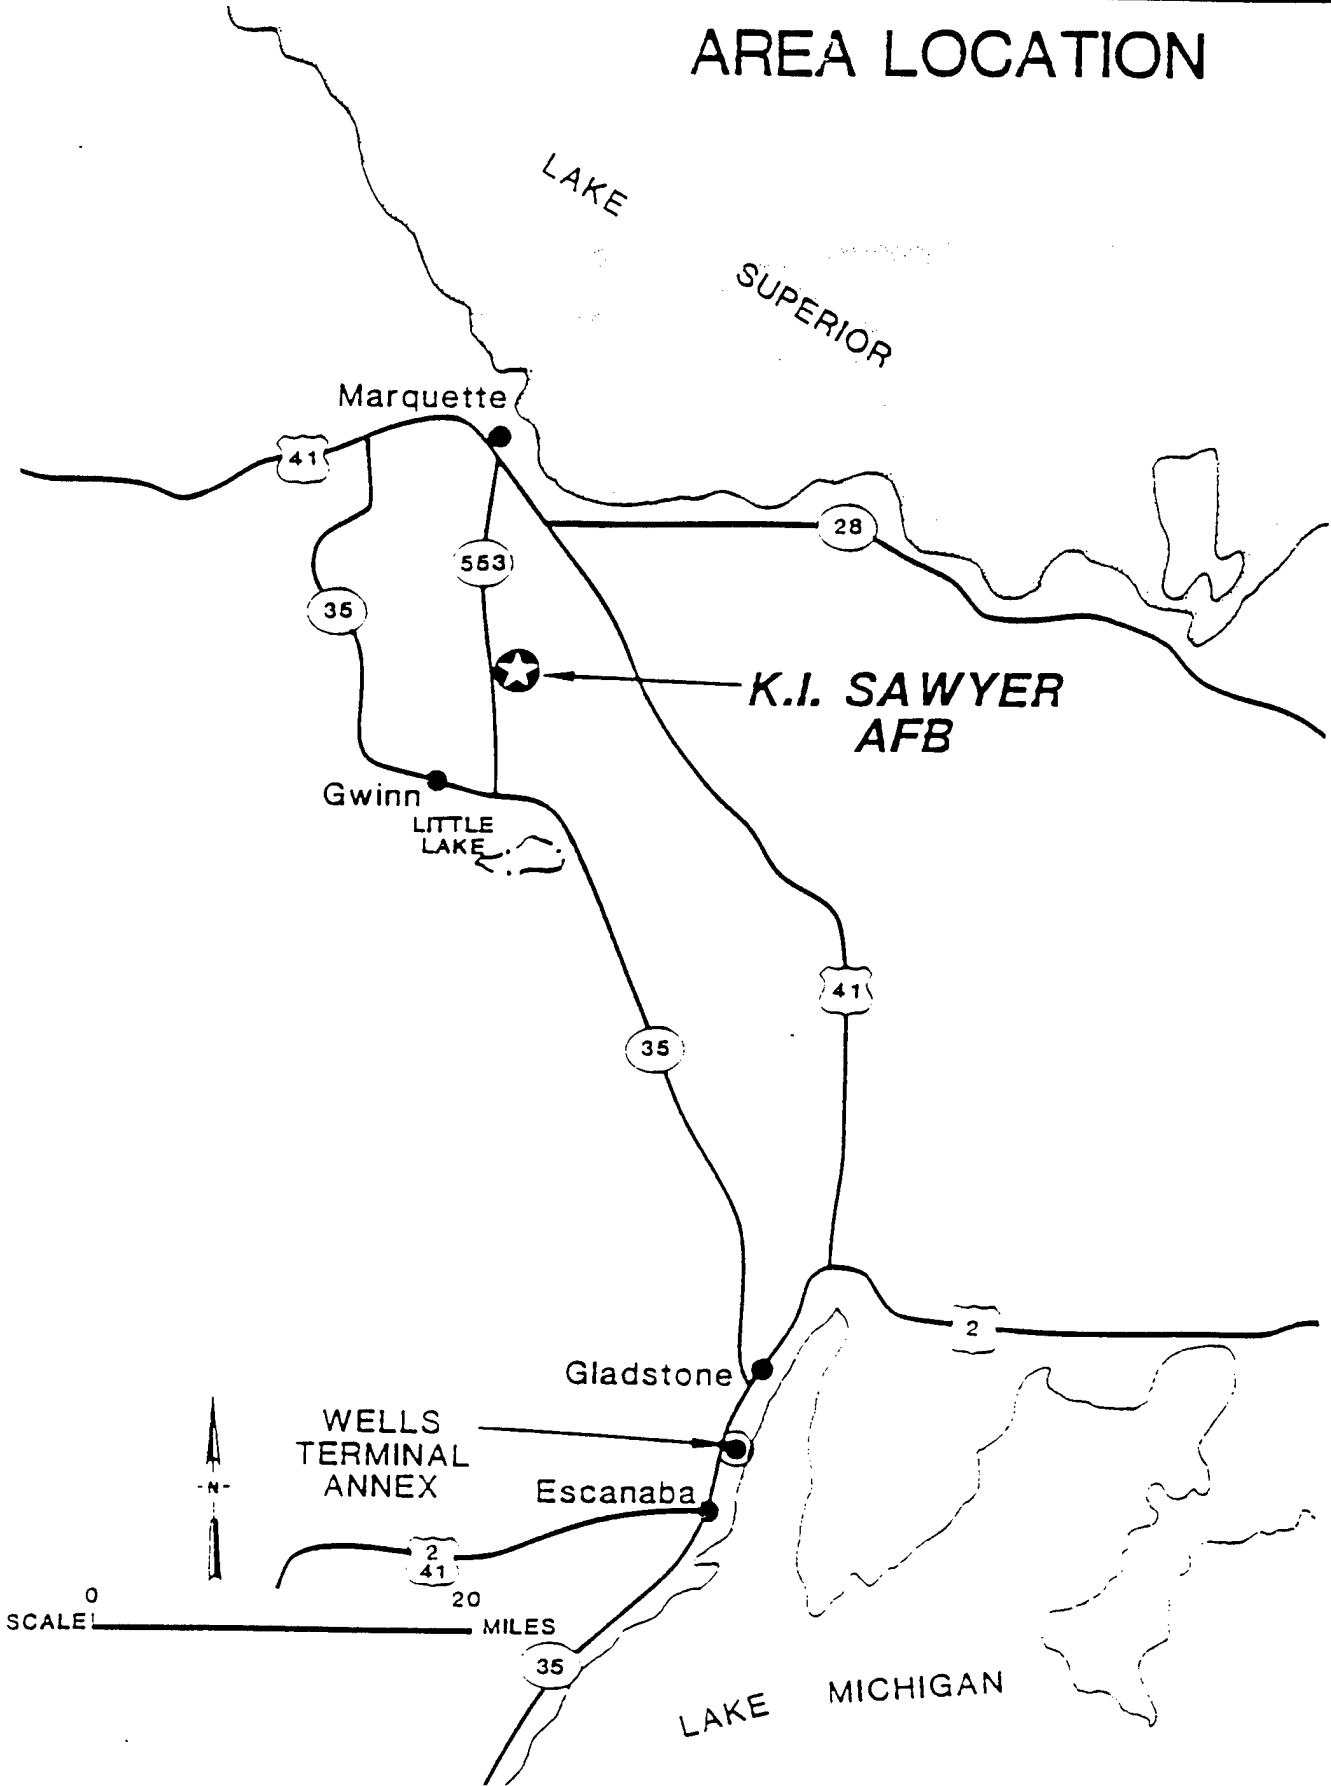 AREA LOCATION
LAKE
SUPERIOR
Marquette
41
28
553
35
K.I. SAWYER
AFB
Gwinn
LITTLE
LAKE
41
35
2
Gladstone
WELLS
TERMINAL
ANNEX
-N-
Escanaba
2
41
0 20
SCALE MILES
35
LAKE MICHIGAN